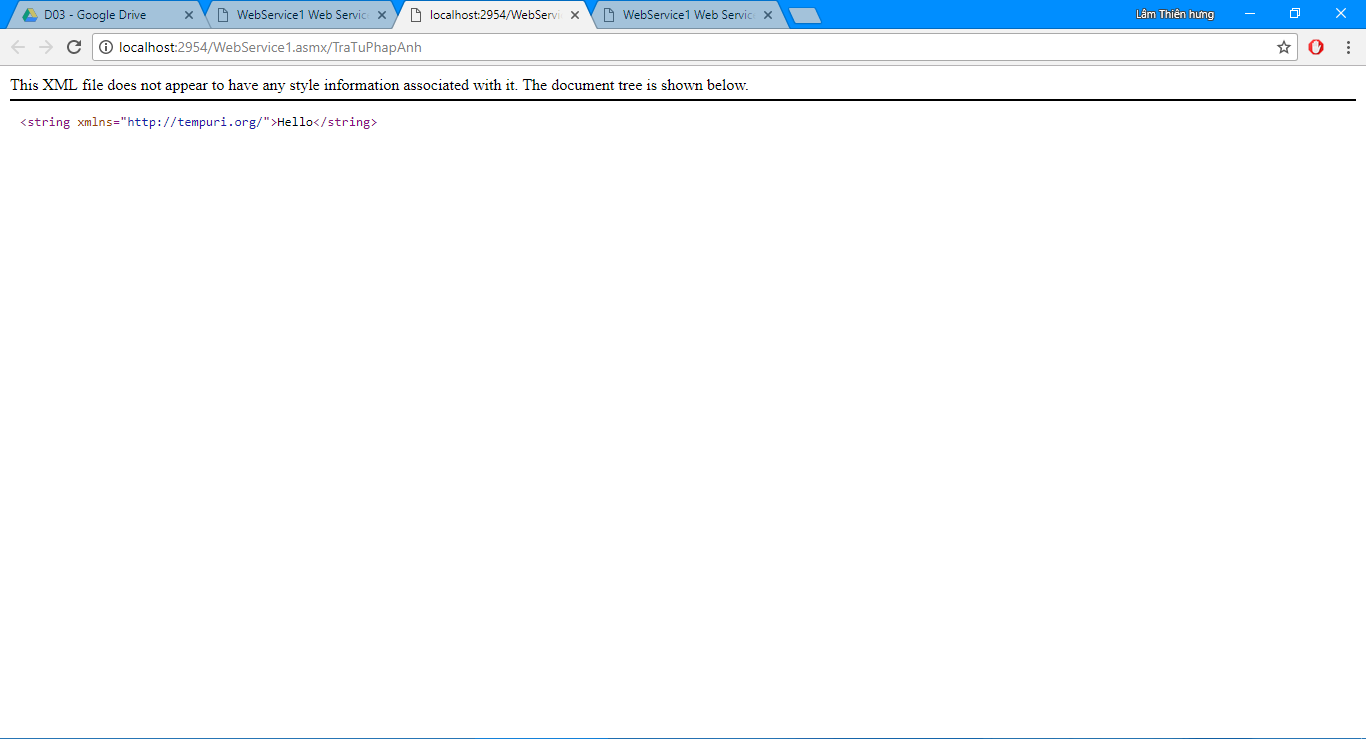 D03 - Google Drive
WebService1 Web Servic
localhost:2954/WebServi
WebService1 Web Servic
Lâm Thiên hưng
localhost:2954/WebService1.asmx/TraTuPhapAnh
This XML file does not appear to have any style information associated with it. The document tree is shown below.
<string xmlns="http://tempuri.org/">Hello</string>